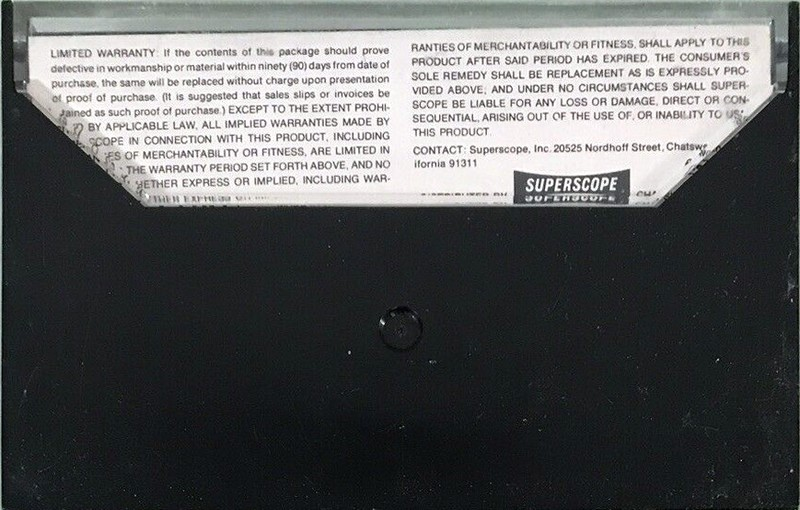 LIMITED WARRANTY: If the contents of this package should prove
defective in workmanship or material within ninety (90) days from date of
purchase, the same will be replaced without charge upon presentation
of proof of purchase. (It is suggested that sales slips or invoices be
tained as such proof of purchase.) EXCEPT TO THE EXTENT PROHI-
BY APPLICABLE LAW, ALL IMPLIED WARRANTIES MADE BY
SCOPE IN CONNECTION WITH THIS PRODUCT, INCLUDING
OF MERCHANTABILITY OR FITNESS, ARE LIMITED IN
THE WARRANTY PERIOD SET FORTH ABOVE, AND NO
ETHER EXPRESS OR IMPLIED, INCLUDING WAR-
RANTIES OF MERCHANTABILITY OR FITNESS, SHALL APPLY TO THIS
PRODUCT AFTER SAID PERIOD HAS EXPIRED. THE CONSUMER'S
SOLE REMEDY SHALL BE REPLACEMENT AS IS EXPRESSLY PRO-
VIDED ABOVE; AND UNDER NO CIRCUMSTANCES SHALL SUPER-
SCOPE BE LIABLE FOR ANY LOSS OR DAMAGE, DIRECT OR CON-
SEQUENTIAL, ARISING OUT OF THE USE OF, OR INABILITY TO USE
THIS PRODUCT.
CONTACT: Superscope, Inc. 20525 Nordhoff Street, Chatsw
ifornia 91311
SUPERSCOPE